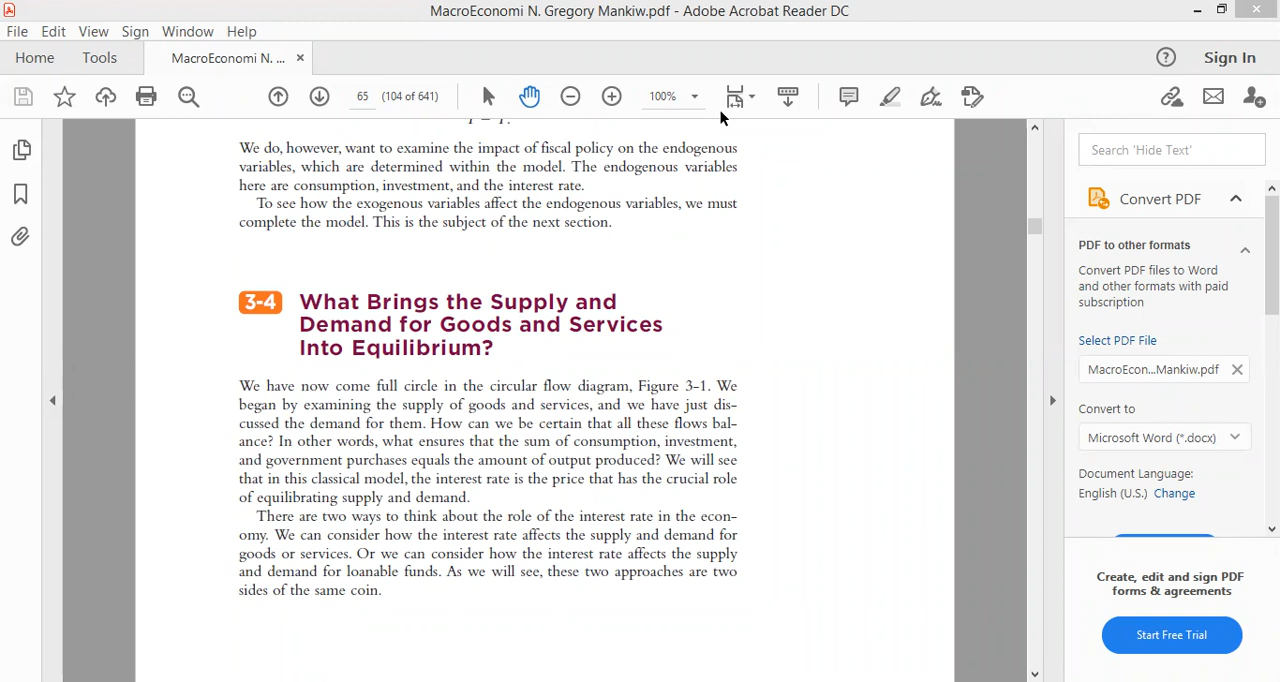 MacroEconomi N. Gregory Mankiw.pdf - Adobe Acrobat Reader DC
File Edit View Sign Window Help
Home Tools MacroEconomi N. ... × Sign In
65 (104 of 641) 100%
We do, however, want to examine the impact of fiscal policy on the endogenous
variables, which are determined within the model. The endogenous variables
here are consumption, investment, and the interest rate.
To see how the exogenous variables affect the endogenous variables, we must
complete the model. This is the subject of the next section.
3-4 What Brings the Supply and
Demand for Goods and Services
Into Equilibrium?
We have now come full circle in the circular flow diagram, Figure 3-1. We
began by examining the supply of goods and services, and we have just dis-
cussed the demand for them. How can we be certain that all these flows bal-
ance? In other words, what ensures that the sum of consumption, investment,
and government purchases equals the amount of output produced? We will see
that in this classical model, the interest rate is the price that has the crucial role
of equilibrating supply and demand.
There are two ways to think about the role of the interest rate in the econ-
omy. We can consider how the interest rate affects the supply and demand for
goods or services. Or we can consider how the interest rate affects the supply
and demand for loanable funds. As we will see, these two approaches are two
sides of the same coin.
Search 'Hide Text'
Convert PDF
PDF to other formats
Convert PDF files to Word
and other formats with paid
subscription
Select PDF File
MacroEcon...Mankiw.pdf
Convert to
Microsoft Word (*.docx)
Document Language:
English (U.S.) Change
Create, edit and sign PDF
forms & agreements
Start Free Trial